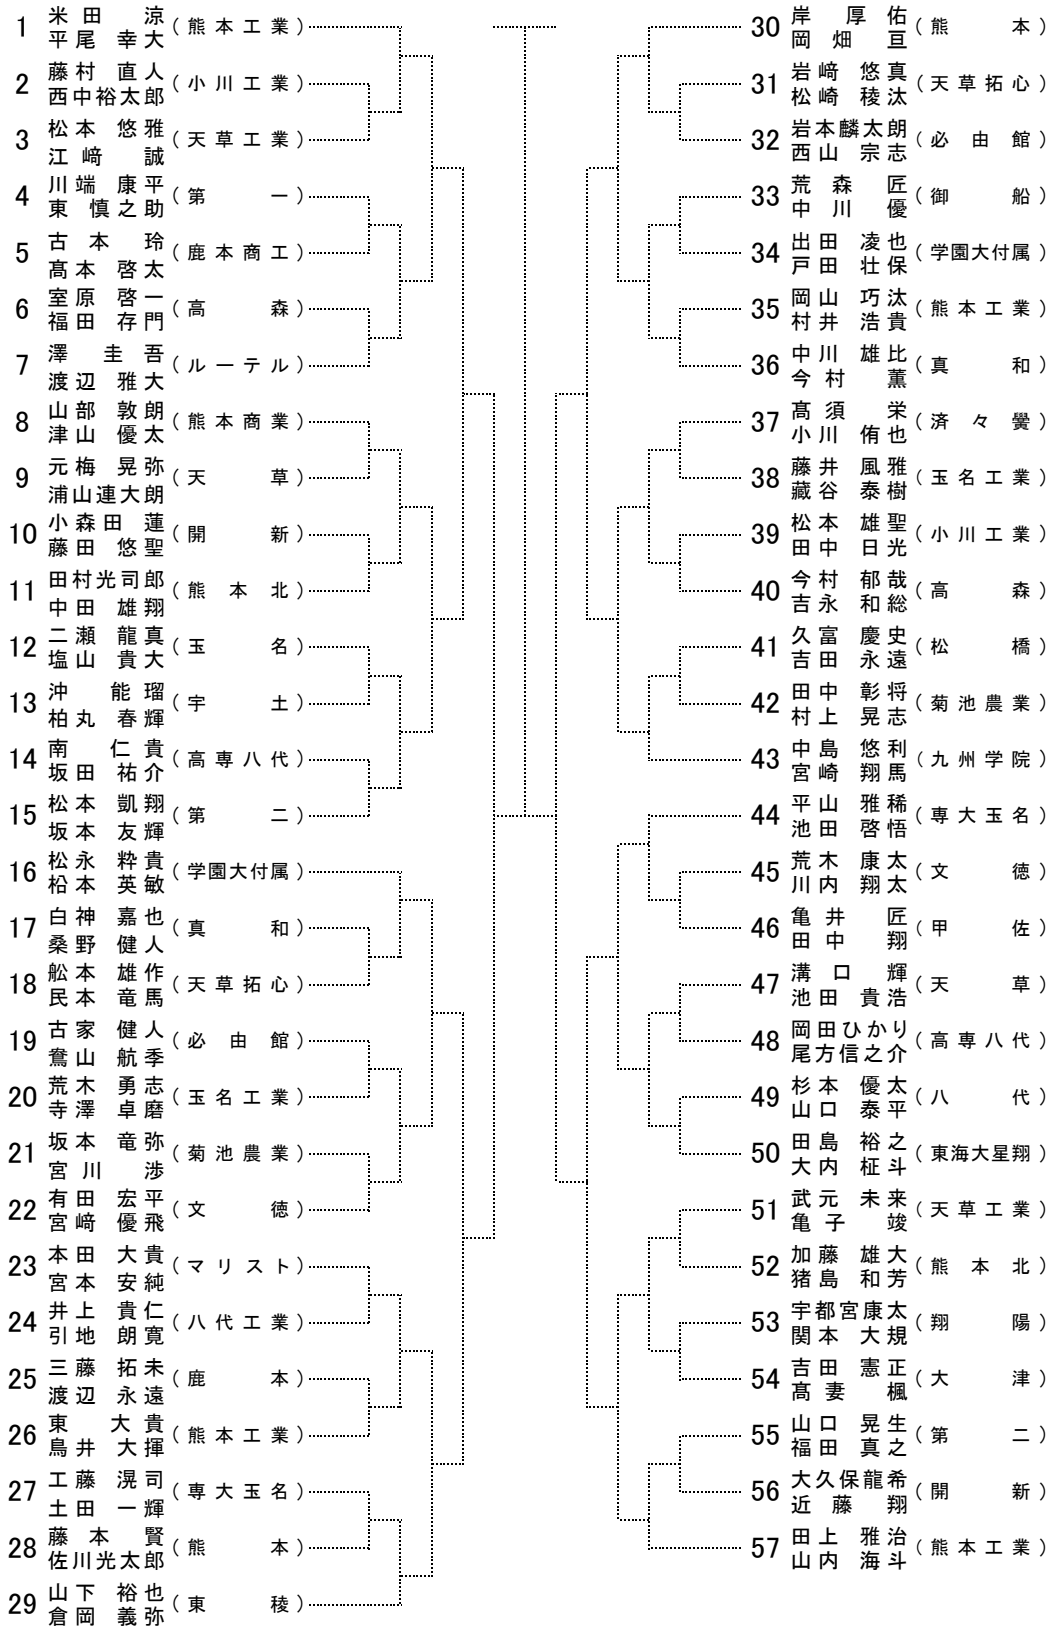 1 米田 涼 (熊本工業)
平尾 幸大
2 藤村 直人 (小川工業)
西中裕太郎
3 松本 悠雅 (天草工業)
江﨑 誠
4 川端 康平 (第一)
東 慎之助
5 古本 玲 (鹿本商工)
髙本 啓太
6 室原 啓一 (高森)
福田 存門
7 澤 圭吾 (ルーテル)
渡辺 雅大
8 山部 敦朗 (熊本商業)
津山 優太
9 元梅 晃弥 (天草)
浦山連大朗
10 小森田 蓮 (開新)
藤田 悠聖
11 田村光司郎 (熊本北)
中田 雄翔
12 二瀬 龍真 (玉名)
塩山 貴大
13 沖 能瑠 (宇土)
柏丸 春輝
14 南 仁貴 (高専八代)
坂田 祐介
15 松本 凱翔 (第二)
坂本 友輝
16 松永 粋貴 (学園大付属)
松本 英敏
17 白神 嘉也 (真和)
桑野 健人
18 舩本 雄作 (天草拓心)
民本 竜馬
19 古家 健人 (必由館)
鴦山 航季
20 荒木 勇志 (玉名工業)
寺澤 卓磨
21 坂本 竜弥 (菊池農業)
宮川 渉
22 有田 宏平 (文徳)
宮﨑 優飛
23 本田 大貴 (マリスト)
宮本 安純
24 井上 貴仁 (八代工業)
引地 朗寛
25 三藤 拓未 (鹿本)
渡辺 永遠
26 東 大貴 (熊本工業)
鳥井 大揮
27 工藤 滉司 (専大玉名)
土田 一輝
28 藤本 賢 (熊本)
佐川光太郎
29 山下 裕也 (東稜)
倉岡 義弥
30 岸 厚佑 (熊本)
岡畑 亘
31 岩﨑 悠真 (天草拓心)
松崎 稜汰
32 岩本麟太朗 (必由館)
西山 宗志
33 荒森 匠 (御船)
中川 優
34 出田 凌也 (学園大付属)
戸田 壮保
35 岡山 巧汰 (熊本工業)
村井 浩貴
36 中川 雄比 (真和)
今村 薫
37 髙須 栄 (済々黌)
小川 侑也
38 藤井 風雅 (玉名工業)
藏谷 泰樹
39 松本 雄聖 (小川工業)
田中 日光
40 今村 郁哉 (高森)
吉永 和総
41 久富 慶史 (松橋)
吉田 永遠
42 田中 彰将 (菊池農業)
村上 晃志
43 中島 悠利 (九州学院)
宮崎 翔馬
44 平山 雅稀 (専大玉名)
池田 啓悟
45 荒木 康太 (文徳)
川内 翔太
46 亀井 匠 (甲佐)
田中 翔
47 溝口 輝 (天草)
池田 貴浩
48 岡田ひかり (高専八代)
尾方信之介
49 杉本 優太 (八代)
山口 泰平
50 田島 裕之 (東海大星翔)
大内 柾斗
51 武元 未来 (天草工業)
亀子 竣
52 加藤 雄大 (熊本北)
猪島 和芳
53 宇都宮康太 (翔陽)
関本 大規
54 吉田 憲正 (大津)
髙妻 楓
55 山口 晃生 (第二)
福田 真之
56 大久保龍希 (開新)
近藤 翔
57 田上 雅治 (熊本工業)
山内 海斗